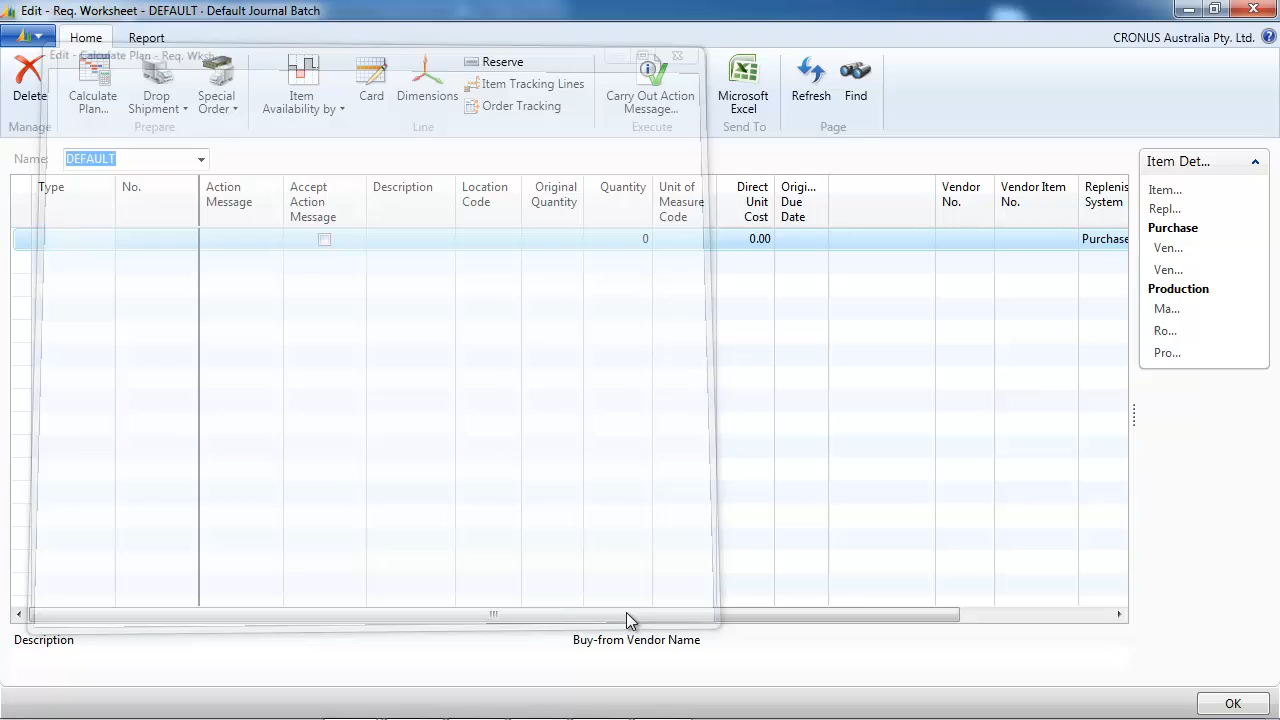 Edit - Req. Worksheet - DEFAULT · Default Journal Batch
Home
Report
CRONUS Australia Pty. Ltd.
Edit - Calculate Plan - Req. Wksh.
Delete
Calculate Plan...
Drop Shipment
Special Order
Item Availability by
Card
Dimensions
Reserve
Item Tracking Lines
Order Tracking
Carry Out Action Message...
Microsoft Excel
Refresh
Find
Manage
Prepare
Line
Execute
Send To
Page
Name:
DEFAULT
Type
No.
Action Message
Accept Action Message
Description
Location Code
Original Quantity
Quantity
Unit of Measure Code
Direct Unit Cost
Origi... Due Date
Vendor No.
Vendor Item No.
Replenis System
0
0.00
Purchase
Item Det...
Item...
Repl...
Purchase
Ven...
Ven...
Production
Ma...
Ro...
Pro...
Description
Buy-from Vendor Name
OK